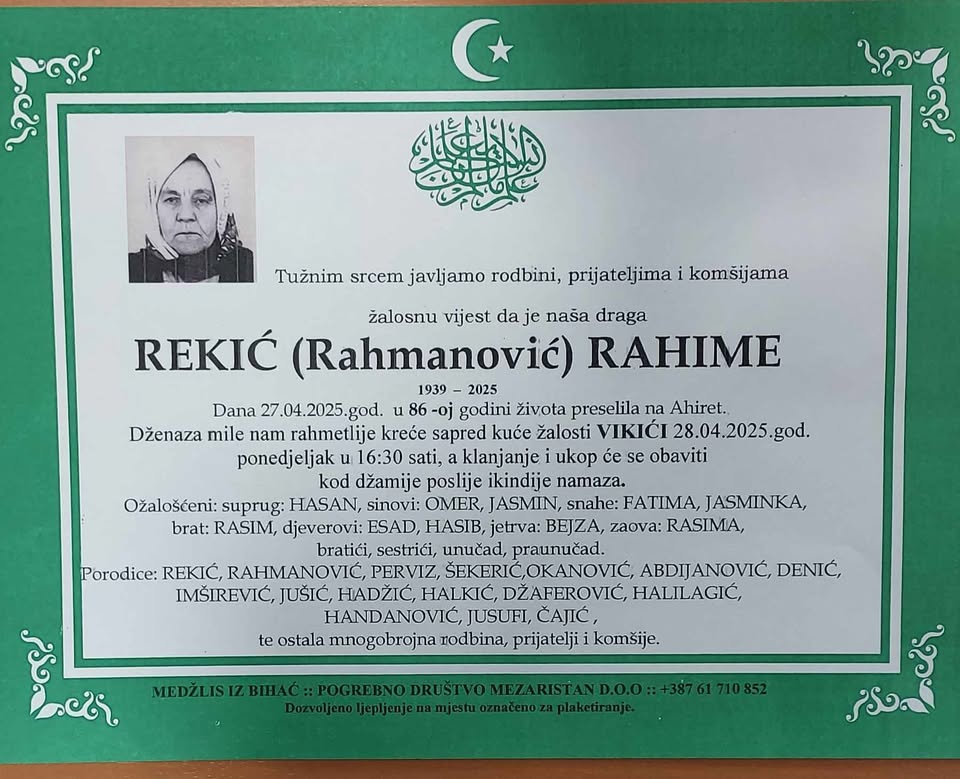 Tužnim srcem javljamo rodbini, prijateljima i komšijama
žalosnu vijest da je naša draga
REKIĆ (Rahmanović) RAHIME
1939 – 2025
Dana 27.04.2025.god. u 86 -oj godini života preselila na Ahiret.
Dženaza mile nam rahmetlije kreće sapred kuće žalosti VIKIĆI 28.04.2025.god.
ponedjeljak u 16:30 sati, a klanjanje i ukop će se obaviti
kod džamije poslije ikindije namaza.
Ožalošćeni: suprug: HASAN, sinovi: OMER, JASMIN, snahe: FATIMA, JASMINKA,
brat: RASIM, djeverovi: ESAD, HASIB, jetrva: BEJZA, zaova: RASIMA,
bratići, sestrići, unučad, praunučad.
Porodice: REKIĆ, RAHMANOVIĆ, PERVIZ, ŠEKERIĆ,OKANOVIĆ, ABDIJANOVIĆ, DENIĆ,
IMŠIREVIĆ, JUŠIĆ, HADŽIĆ, HALKIĆ, DŽAFEROVIĆ, HALILAGIĆ,
HANDANOVIĆ, JUSUFI, ČAJIĆ ,
te ostala mnogobrojna rodbina, prijatelji i komšije.
MEDŽLIS IZ BIHAĆ :: POGREBNO DRUŠTVO MEZARISTAN D.O.O :: +387 61 710 852
Dozvoljeno ljepljenje na mjestu označeno za plaketiranje.